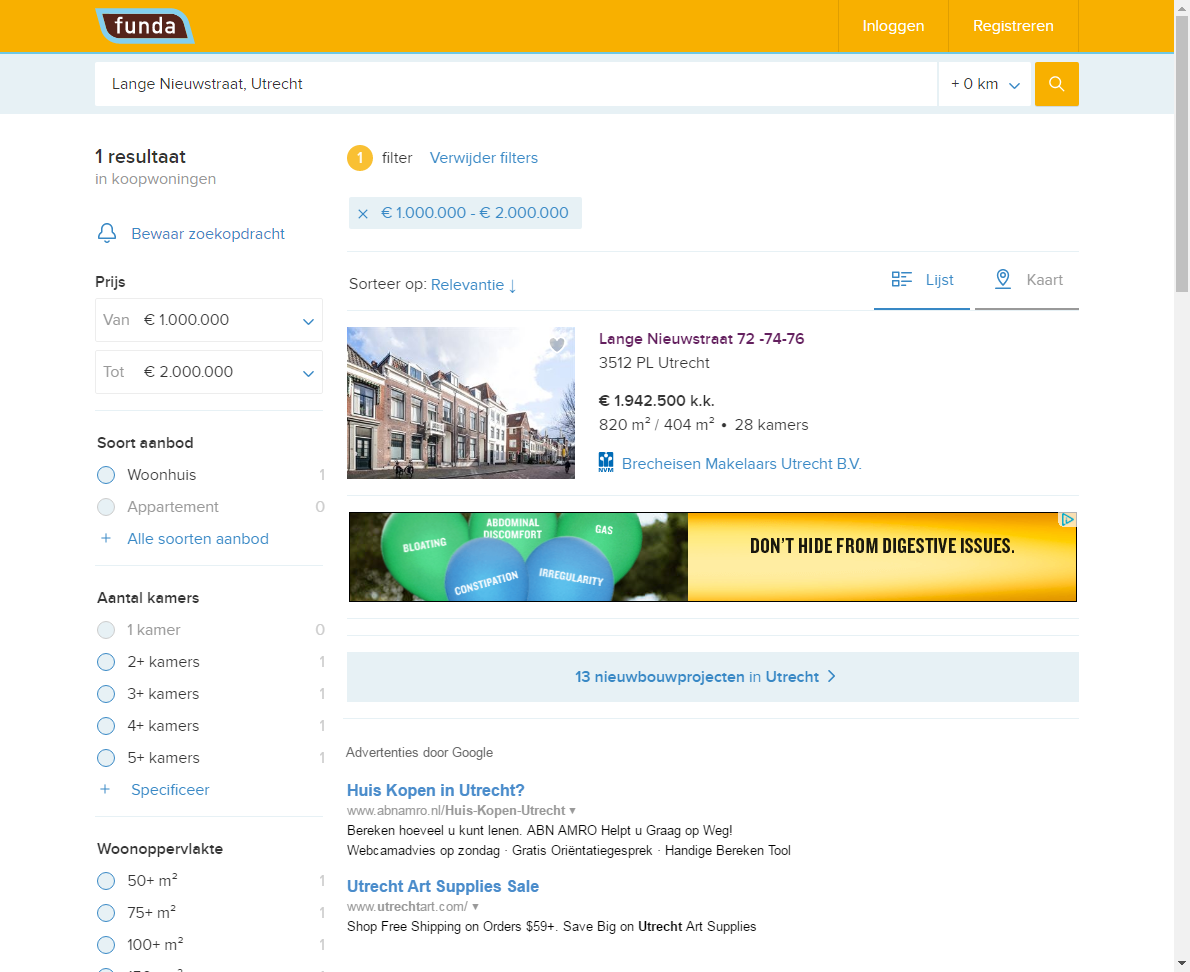 funda
Inloggen
Registreren
Lange Nieuwstraat, Utrecht
+ 0 km
1 resultaat
in koopwoningen
Bewaar zoekopdracht
Prijs
Van € 1.000.000
Tot € 2.000.000
Soort aanbod
Woonhuis 1
Appartement 0
+ Alle soorten aanbod
Aantal kamers
1 kamer 0
2+ kamers 1
3+ kamers 1
4+ kamers 1
5+ kamers 1
+ Specificeer
Woonoppervlakte
50+ m² 1
75+ m² 1
100+ m² 1
1 filter Verwijder filters
× € 1.000.000 - € 2.000.000
Sorteer op: Relevantie ↓
Lijst
Kaart
Lange Nieuwstraat 72 -74-76
3512 PL Utrecht
€ 1.942.500 k.k.
820 m² / 404 m² • 28 kamers
NVM
Brecheisen Makelaars Utrecht B.V.
BLOATING
ABDOMINAL
DISCOMFORT
GAS
CONSTIPATION
IRREGULARITY
DON'T HIDE FROM DIGESTIVE ISSUES.
13 nieuwbouwprojecten in Utrecht
Advertenties door Google
Huis Kopen in Utrecht?
www.abnamro.nl/Huis-Kopen-Utrecht ▾
Bereken hoeveel u kunt lenen. ABN AMRO Helpt u Graag op Weg!
Webcamadvies op zondag · Gratis Oriëntatiegesprek · Handige Bereken Tool
Utrecht Art Supplies Sale
www.utrechtart.com/ ▾
Shop Free Shipping on Orders $59+. Save Big on Utrecht Art Supplies